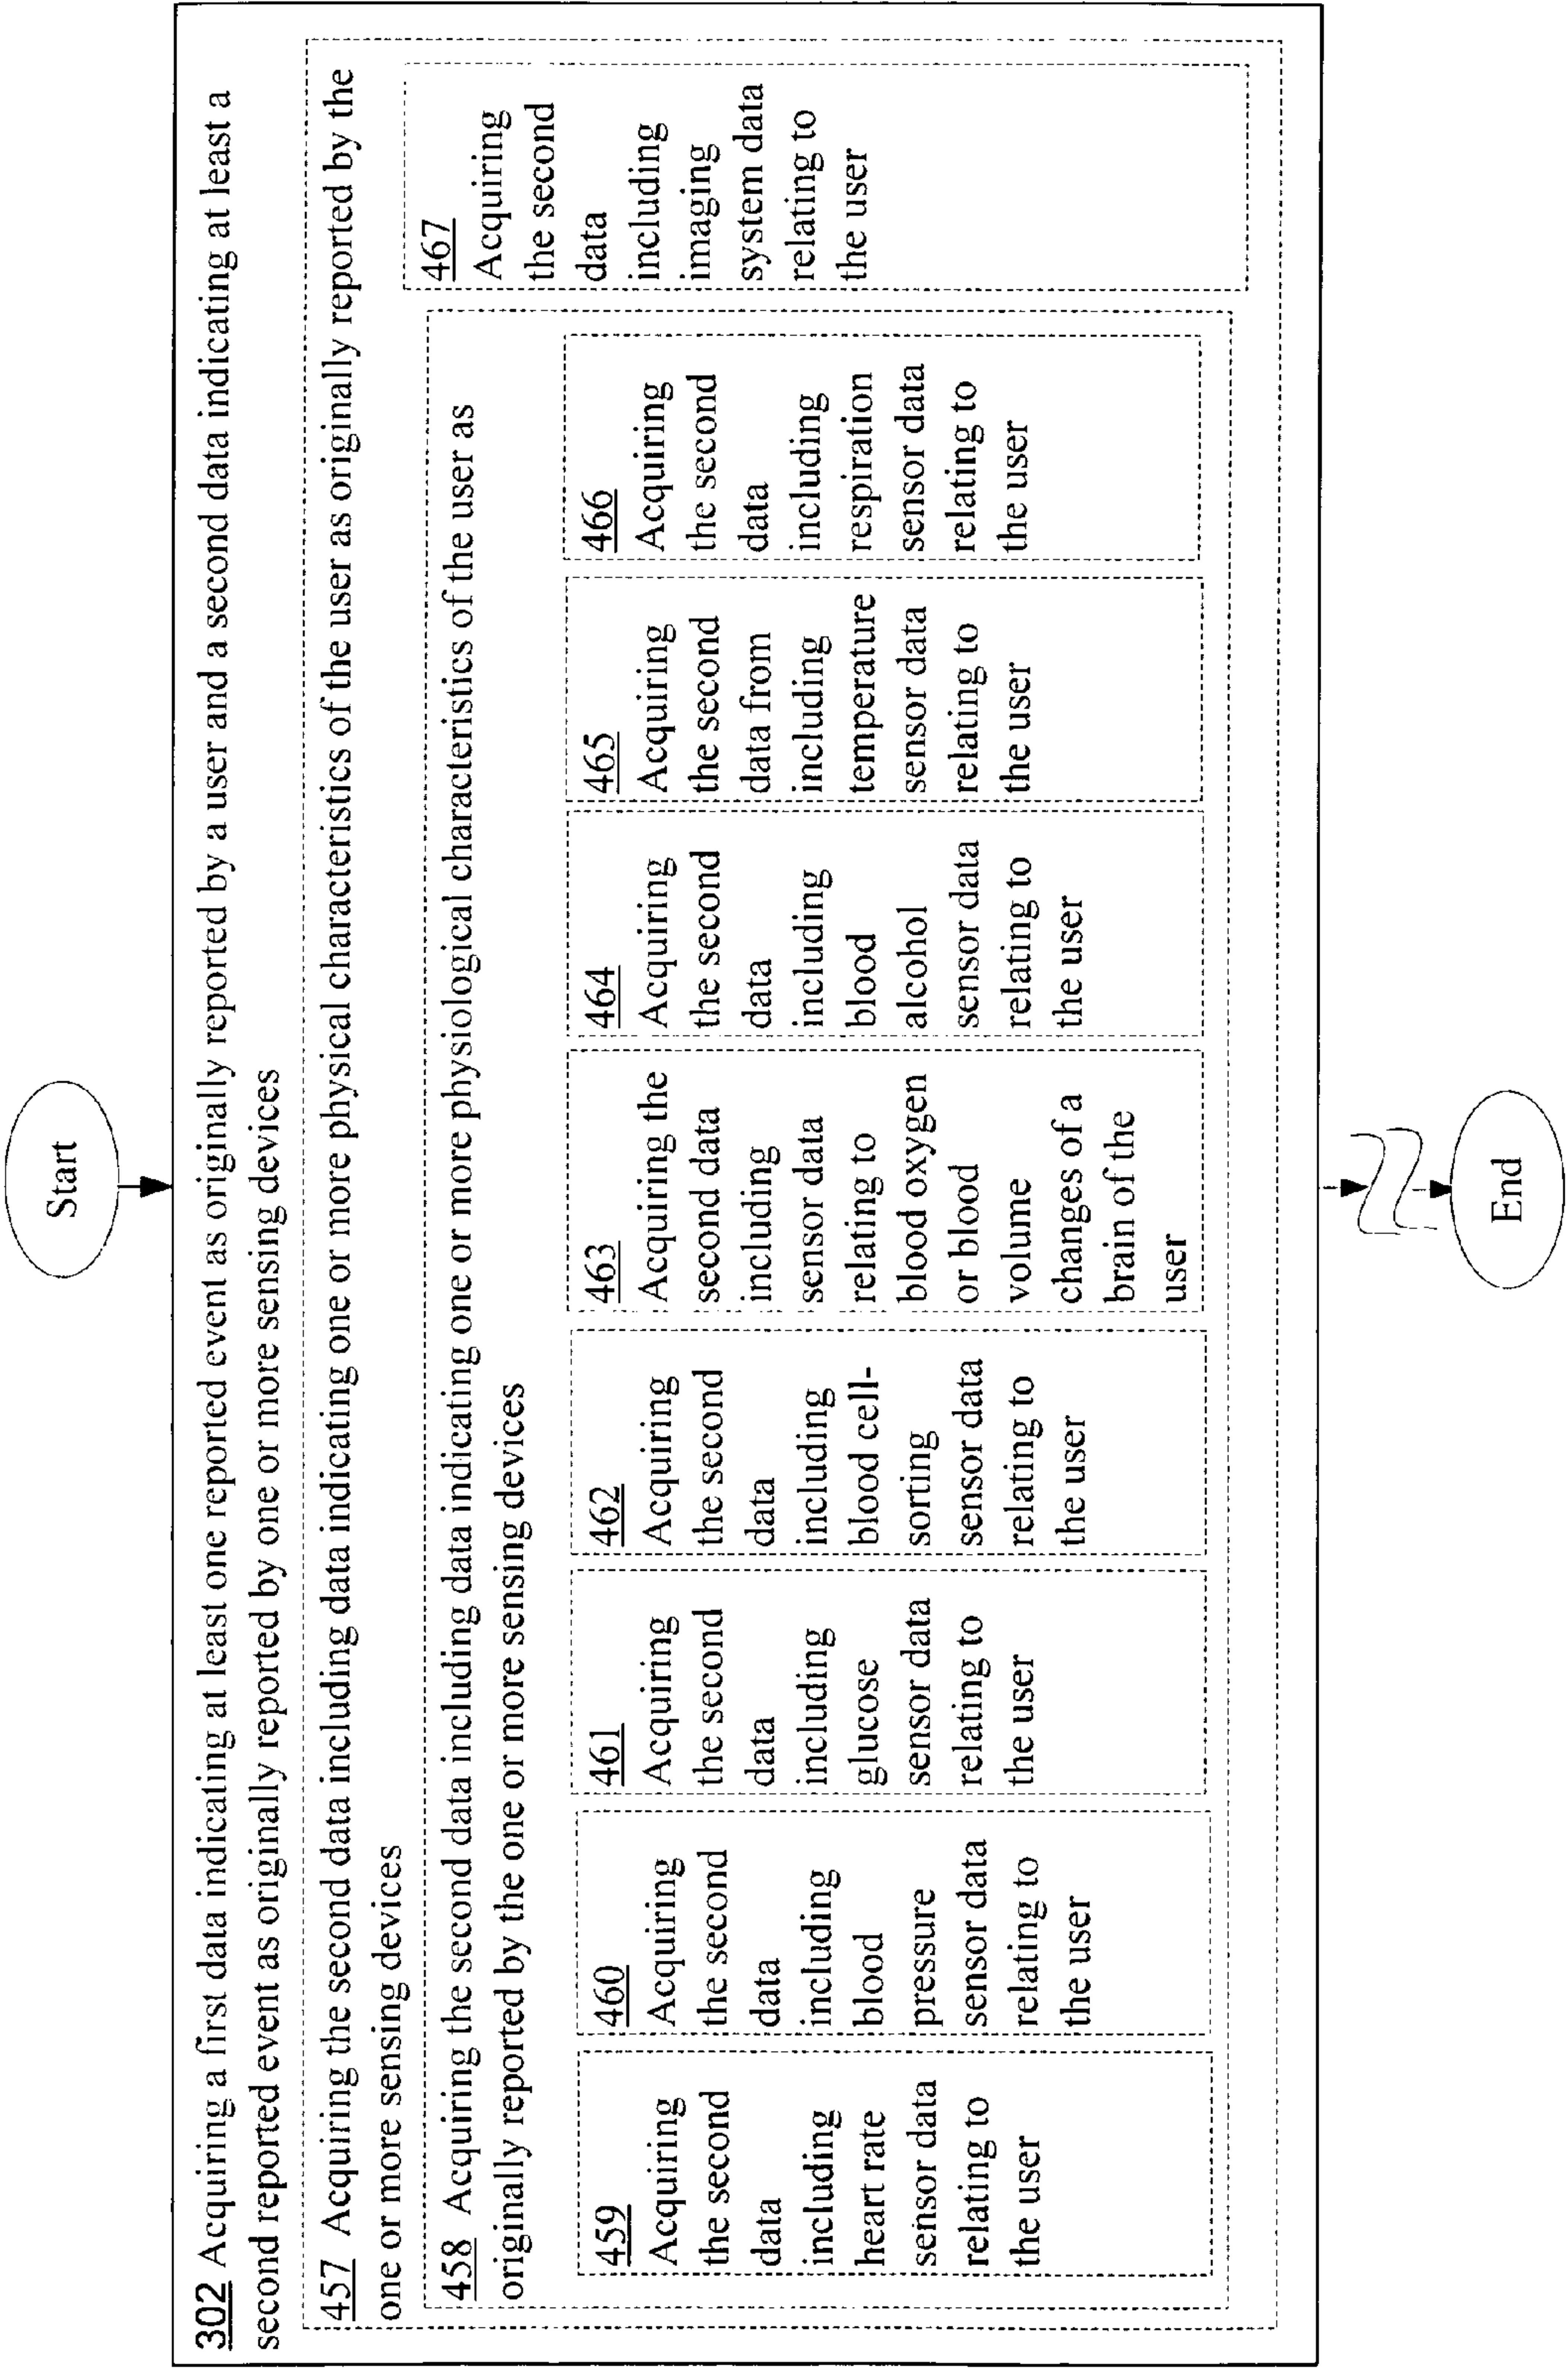 Start
302 Acquiring a first data indicating at least one reported event as originally reported by a user and a second data indicating at least a
second reported event as originally reported by one or more sensing devices
457 Acquiring the second data including data indicating one or more physical characteristics of the user as originally reported by the
one or more sensing devices
458 Acquiring the second data including data indicating one or more physiological characteristics of the user as
originally reported by the one or more sensing devices
459
Acquiring
the second
data
including
heart rate
sensor data
relating to
the user
460
Acquiring
the second
data
including
blood
pressure
sensor data
relating to
the user
461
Acquiring
the second
data
including
glucose
sensor data
relating to
the user
462
Acquiring
the second
data
including
blood cell-
sorting
sensor data
relating to
the user
463
Acquiring the
second data
including
sensor data
relating to
blood oxygen
or blood
volume
changes of a
brain of the
user
464
Acquiring
the second
data
including
blood
alcohol
sensor data
relating to
the user
465
Acquiring
the second
data from
including
temperature
sensor data
relating to
the user
466
Acquiring
the second
data
including
respiration
sensor data
relating to
the user
467
Acquiring
the second
data
including
imaging
system data
relating to
the user
End